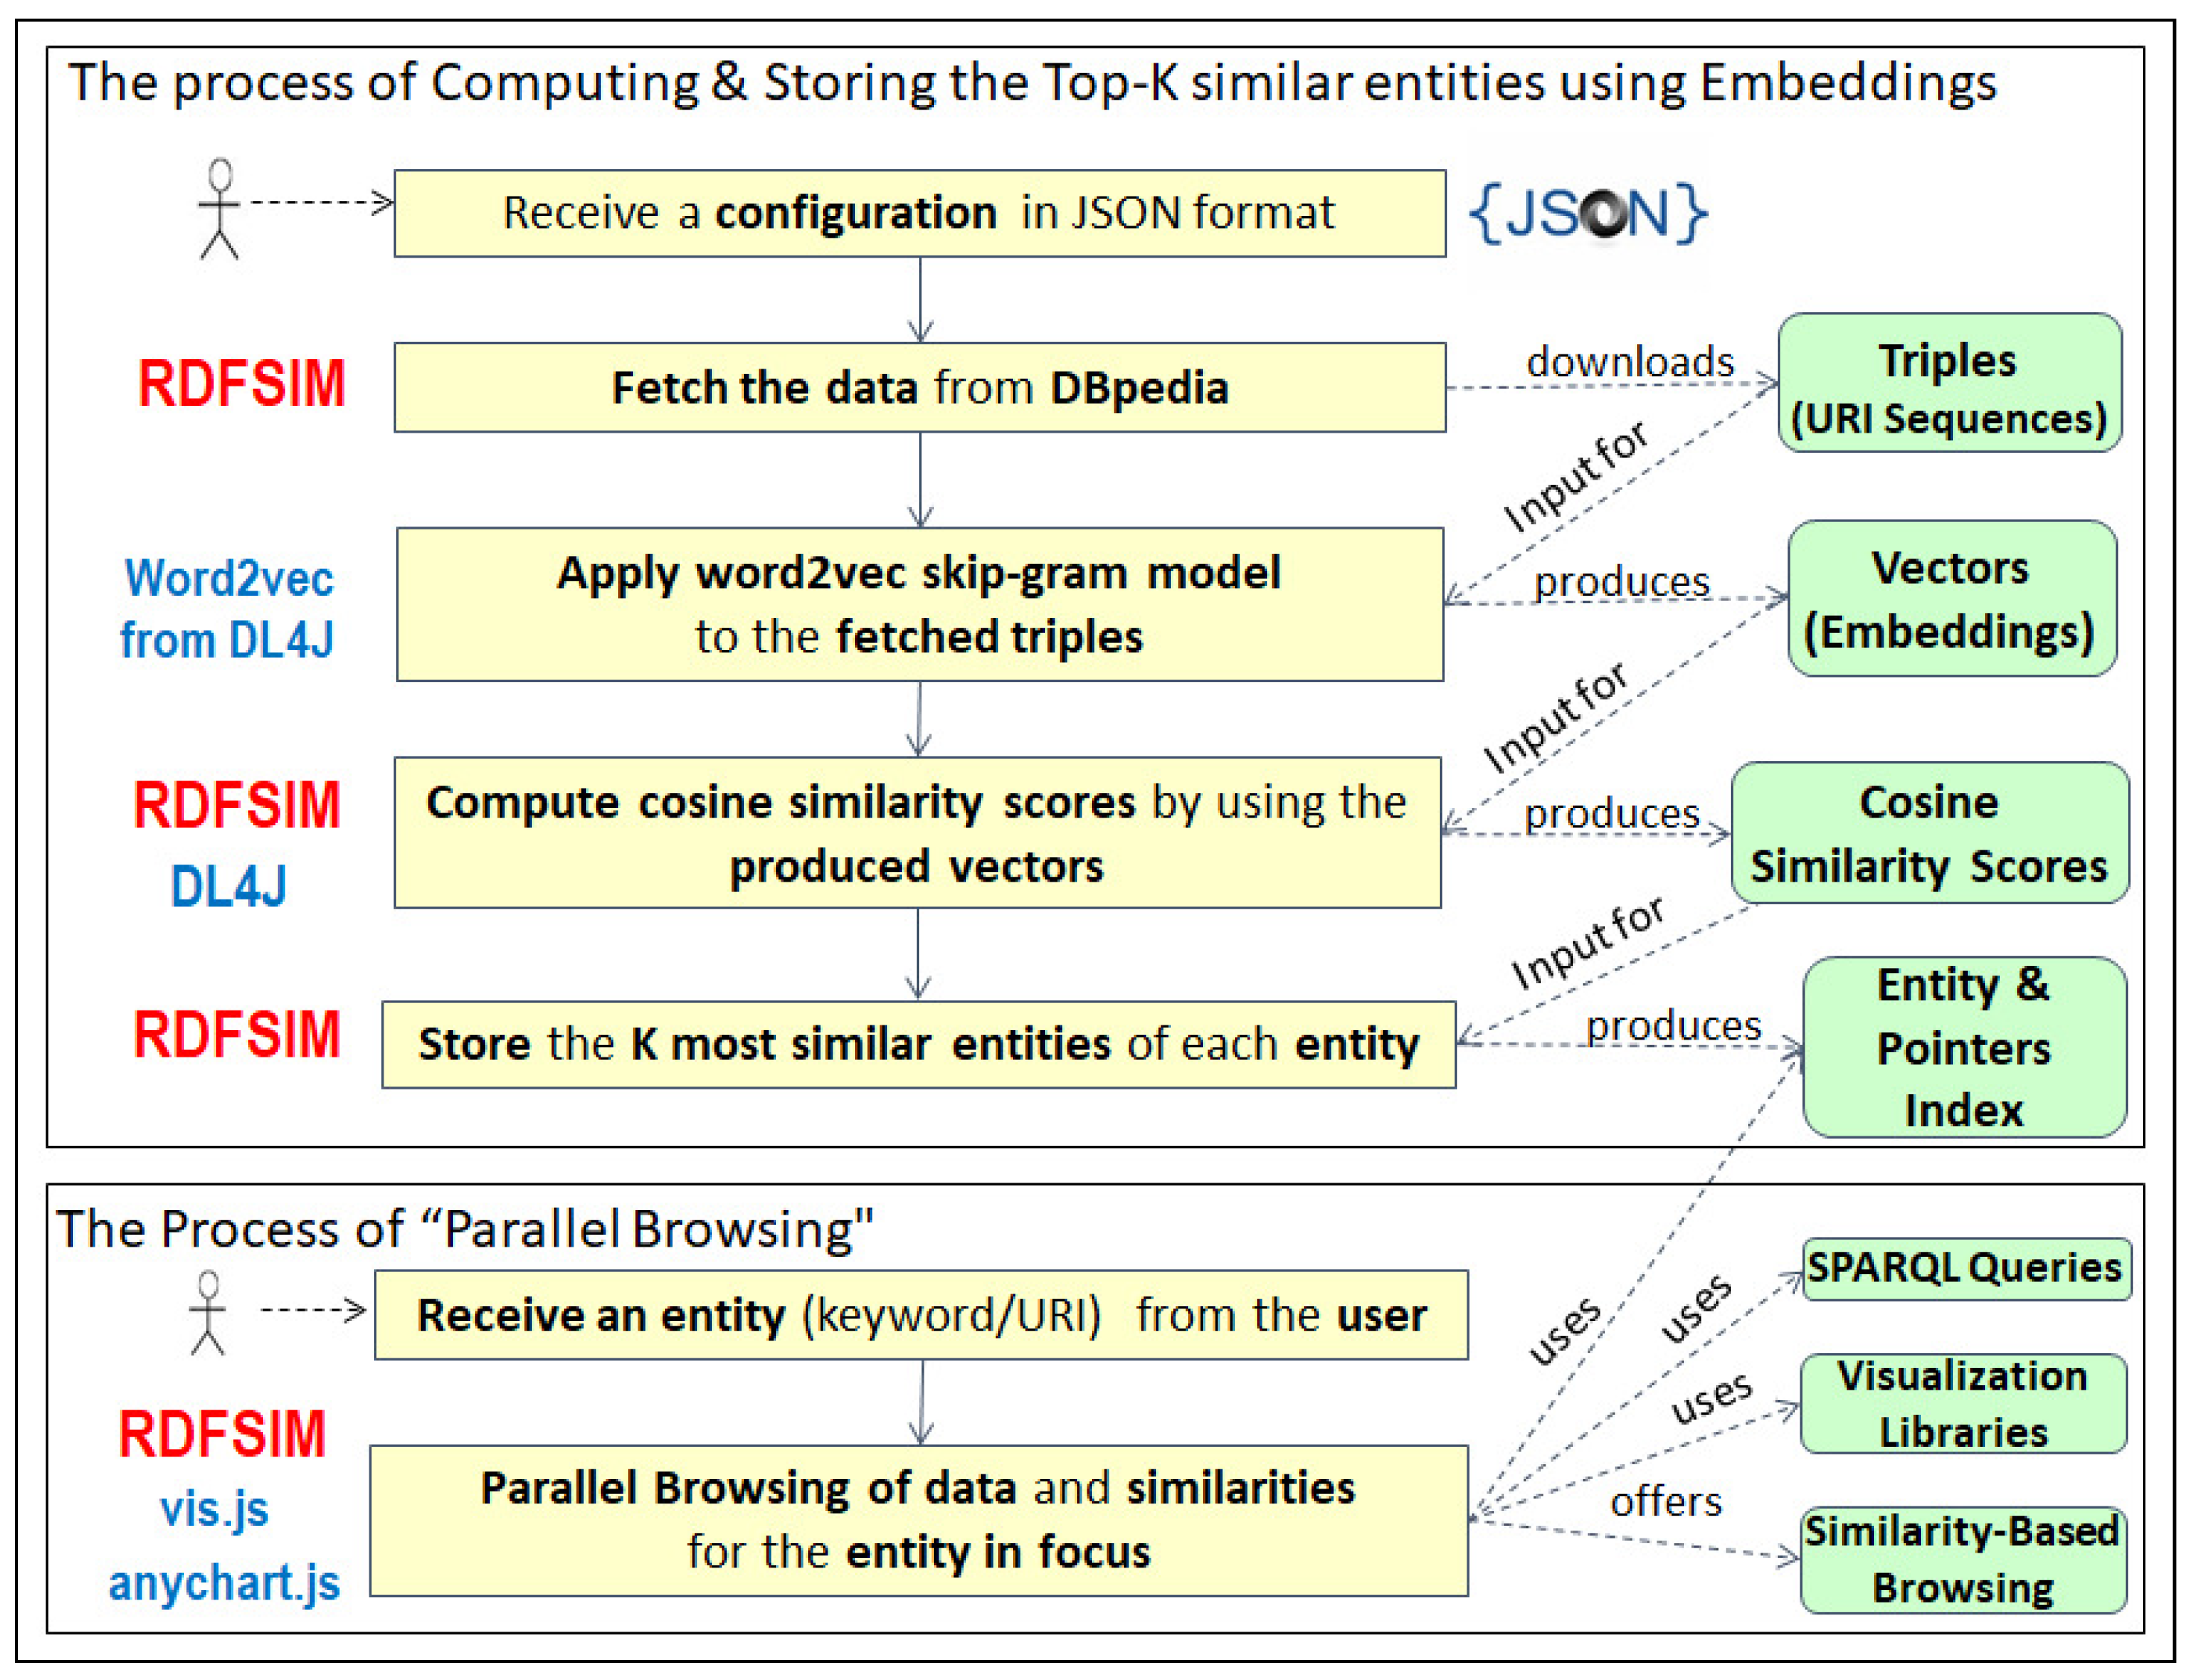 The process of Computing & Storing the Top-K similar entities using Embeddings
Receive a configuration in JSON format
{JSON}
RDFSIM
Fetch the data from DBpedia
downloads
Triples
(URI Sequences)
Input for
Word2vec
from DL4J
Apply word2vec skip-gram model
to the fetched triples
produces
Vectors
(Embeddings)
Input for
RDFSIM
DL4J
Compute cosine similarity scores by using the
produced vectors
produces
Cosine
Similarity Scores
Input for
RDFSIM
Store the K most similar entities of each entity
produces
Entity &
Pointers
Index
The Process of “Parallel Browsing"
Receive an entity (keyword/URI) from the user
uses
uses
SPARQL Queries
uses
Visualization
Libraries
RDFSIM
vis.js
anychart.js
Parallel Browsing of data and similarities
for the entity in focus
offers
Similarity-Based
Browsing